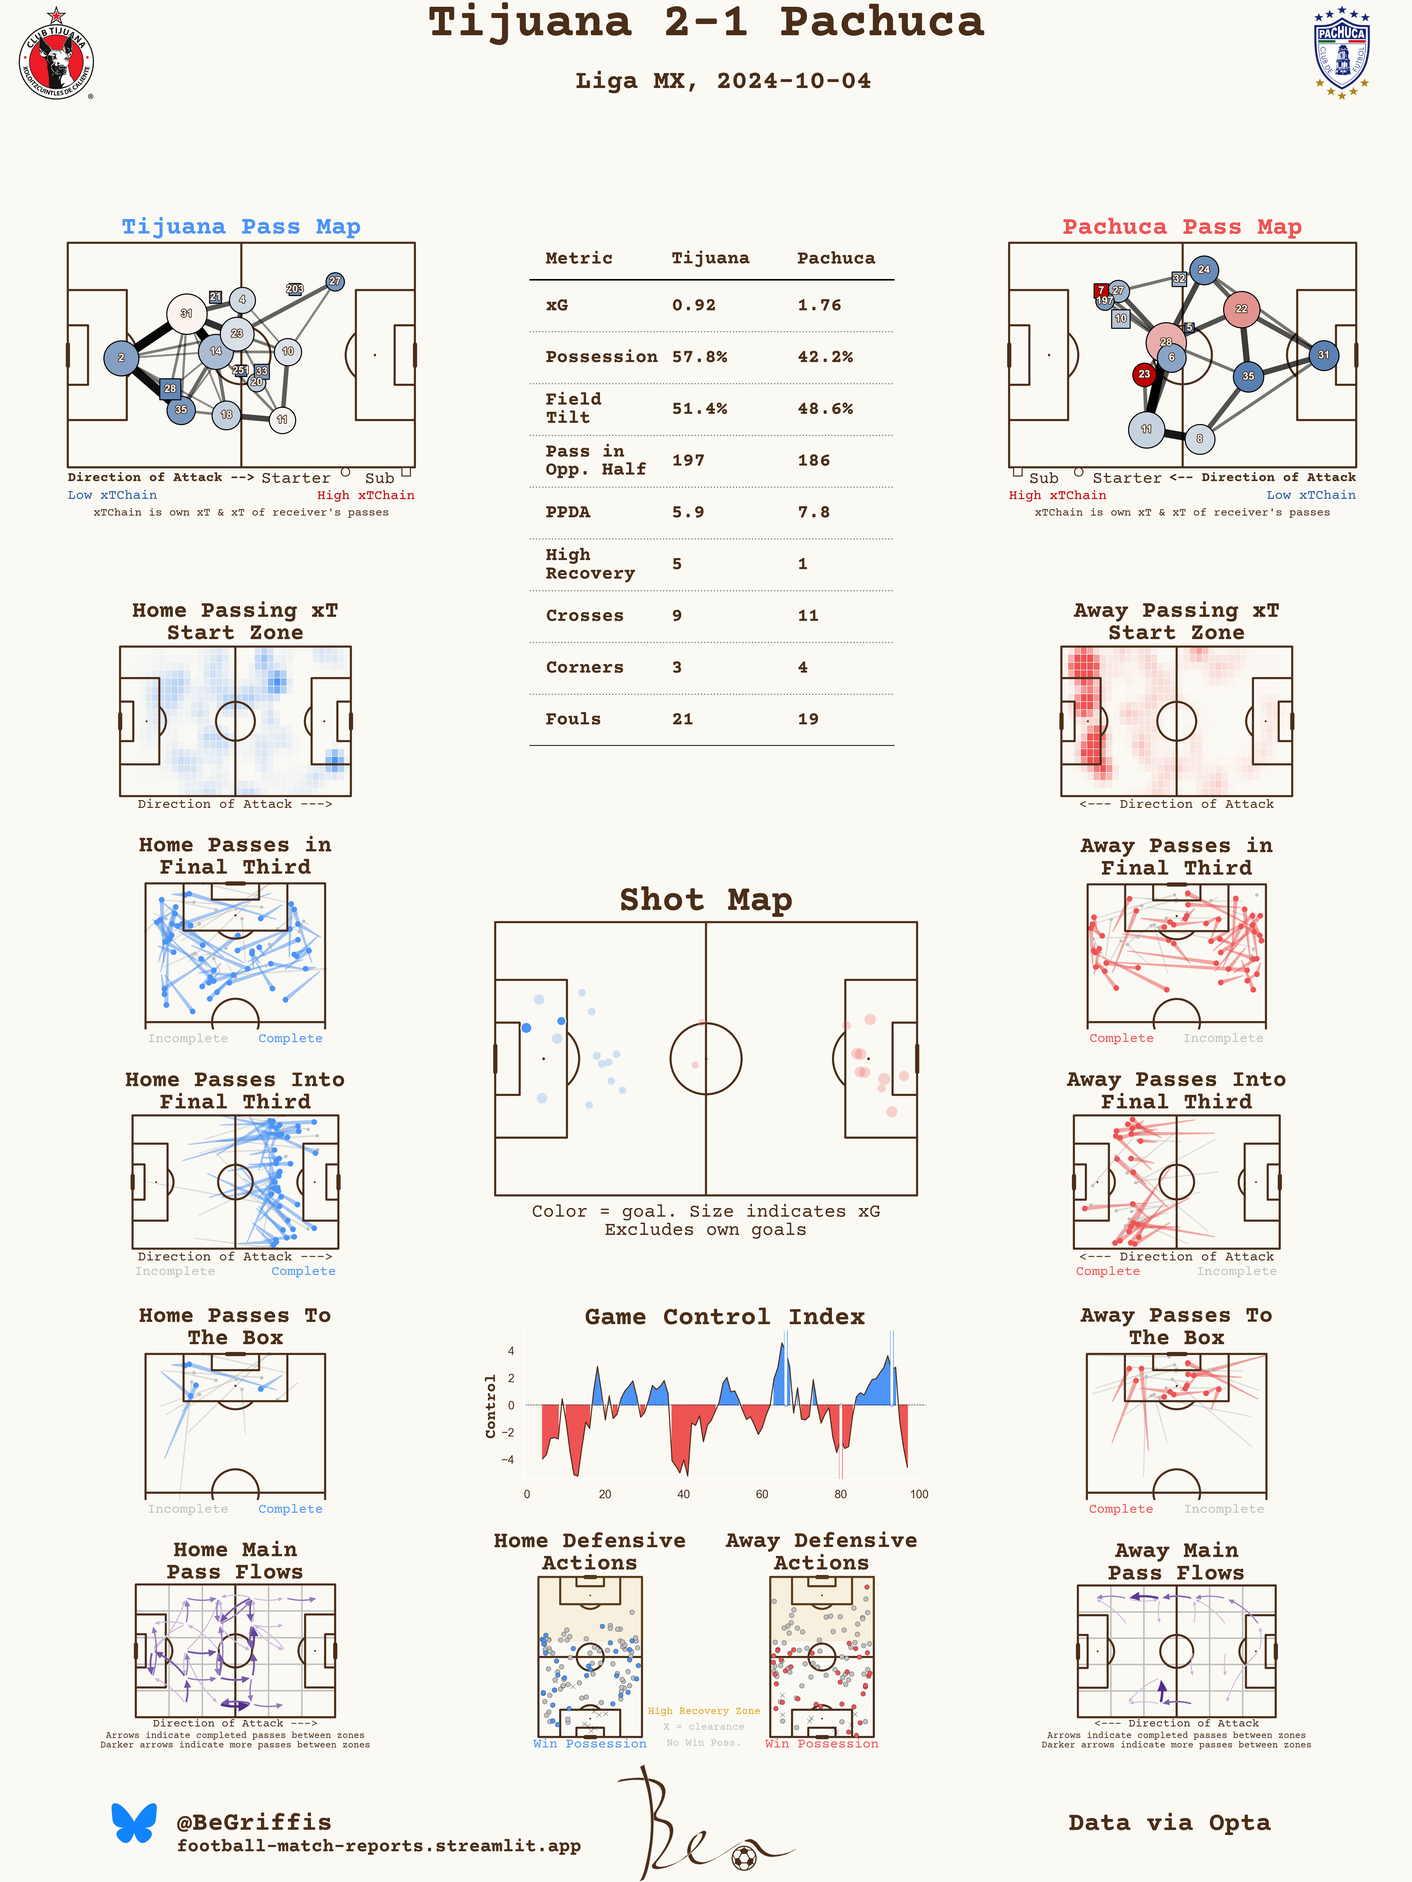 Tijuana 2-1 Pachuca
Liga MX, 2024-10-04
CLUB TIJUANA
XOLOITZCUINTLES DE CALIENTE
®
PACHUCA
CLUB DE FUTBOL
Tijuana Pass Map
2
31
14
28
35
18
21
4
23
251
33
20
10
11
203
27
Direction of Attack --> Starter Sub
Low xTChain High xTChain
xTChain is own xT & xT of receiver's passes
Metric Tijuana Pachuca
xG 0.92 1.76
Possession 57.8% 42.2%
Field
Tilt 51.4% 48.6%
Pass in
Opp. Half 197 186
PPDA 5.9 7.8
High
Recovery 5 1
Crosses 9 11
Corners 3 4
Fouls 21 19
Pachuca Pass Map
7
27
197
10
32
24
5
22
28
6
23
35
31
11
8
Sub Starter <-- Direction of Attack
High xTChain Low xTChain
xTChain is own xT & xT of receiver's passes
Home Passing xT
Start Zone
Direction of Attack --->
Away Passing xT
Start Zone
<--- Direction of Attack
Home Passes in
Final Third
Incomplete Complete
Away Passes in
Final Third
Complete Incomplete
Shot Map
Color = goal. Size indicates xG
Excludes own goals
Home Passes Into
Final Third
Direction of Attack --->
Incomplete Complete
Away Passes Into
Final Third
<--- Direction of Attack
Complete Incomplete
Home Passes To
The Box
Incomplete Complete
Game Control Index
Control
4
2
0
−2
−4
0 20 40 60 80 100
Away Passes To
The Box
Complete Incomplete
Home Main
Pass Flows
Direction of Attack --->
Arrows indicate completed passes between zones
Darker arrows indicate more passes between zones
Home Defensive
Actions
Win Possession
High Recovery Zone
X = clearance
No Win Poss.
Away Defensive
Actions
Win Possession
Away Main
Pass Flows
<--- Direction of Attack
Arrows indicate completed passes between zones
Darker arrows indicate more passes between zones
@BeGriffis
football-match-reports.streamlit.app
Ben
Data via Opta